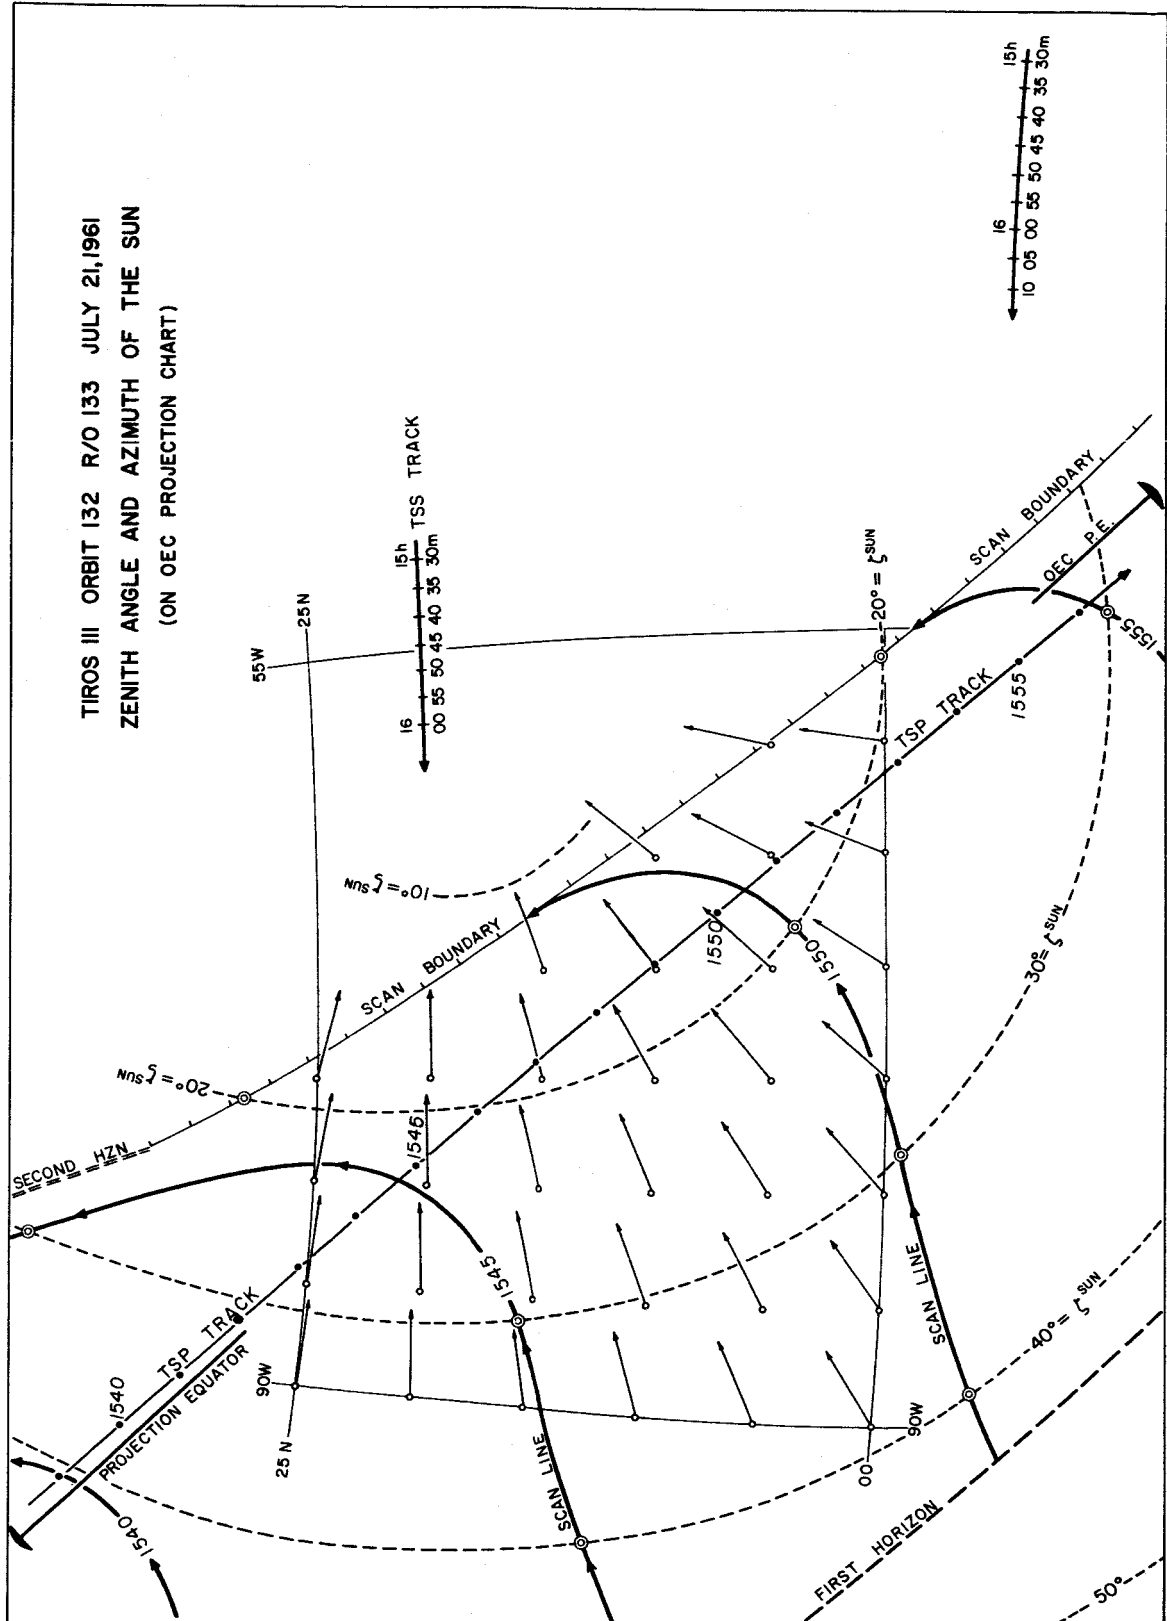 TIROS III ORBIT 132 R/O 133 JULY 21, 1961
ZENITH ANGLE AND AZIMUTH OF THE SUN
(ON OEC PROJECTION CHART)
15h 16
30m 35 40 45 50 55 00 05 10
TSS TRACK
15h 16
30m 35 40 45 50 55 00
25 N
55W
20° = ζSUN
SCAN BOUNDARY
OEC P.E.
1555
TSP TRACK
1555
10° = ζSUN
SCAN BOUNDARY
1550
1550
30° = ζSUN
20° = ζSUN
SECOND HZN
1545
1545
SCAN LINE
40° = ζSUN
TSP TRACK
PROJECTION EQUATOR
1540
90W
25 N
90W
00
SCAN LINE
1540
FIRST HORIZON
50°